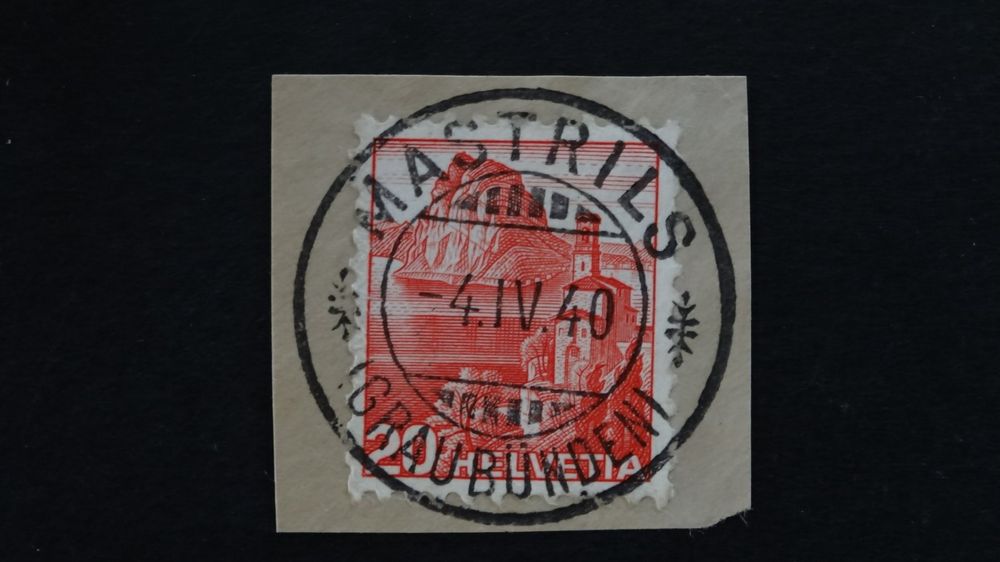 MASTRILS
-4.IV.40
(GRAUBÜNDEN)
20 HELVETIA